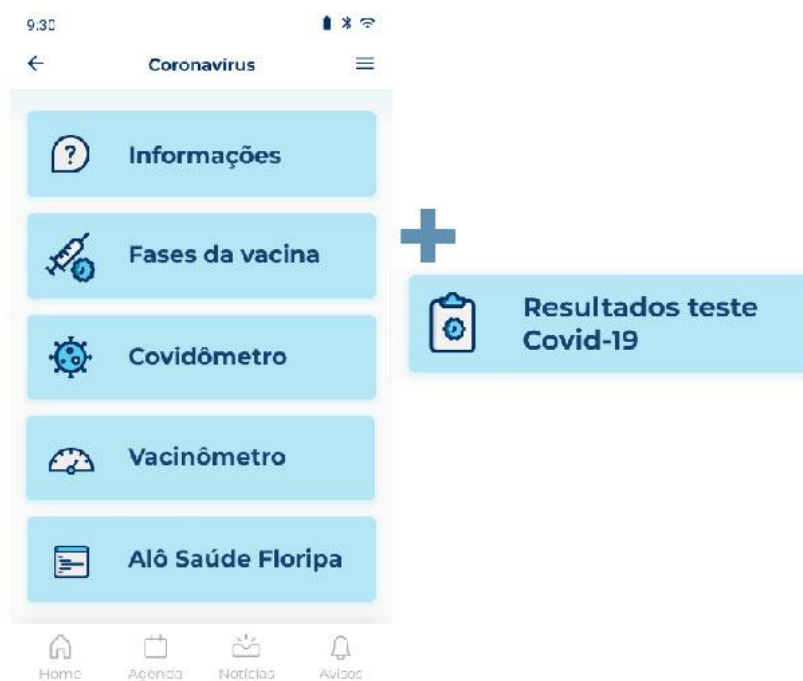 9:30
Coronavirus
Informações
Fases da vacina
Covidômetro
Vacinômetro
Alô Saúde Floripa
Home
Agenda
Notícias
Avisos
Resultados teste
Covid-19